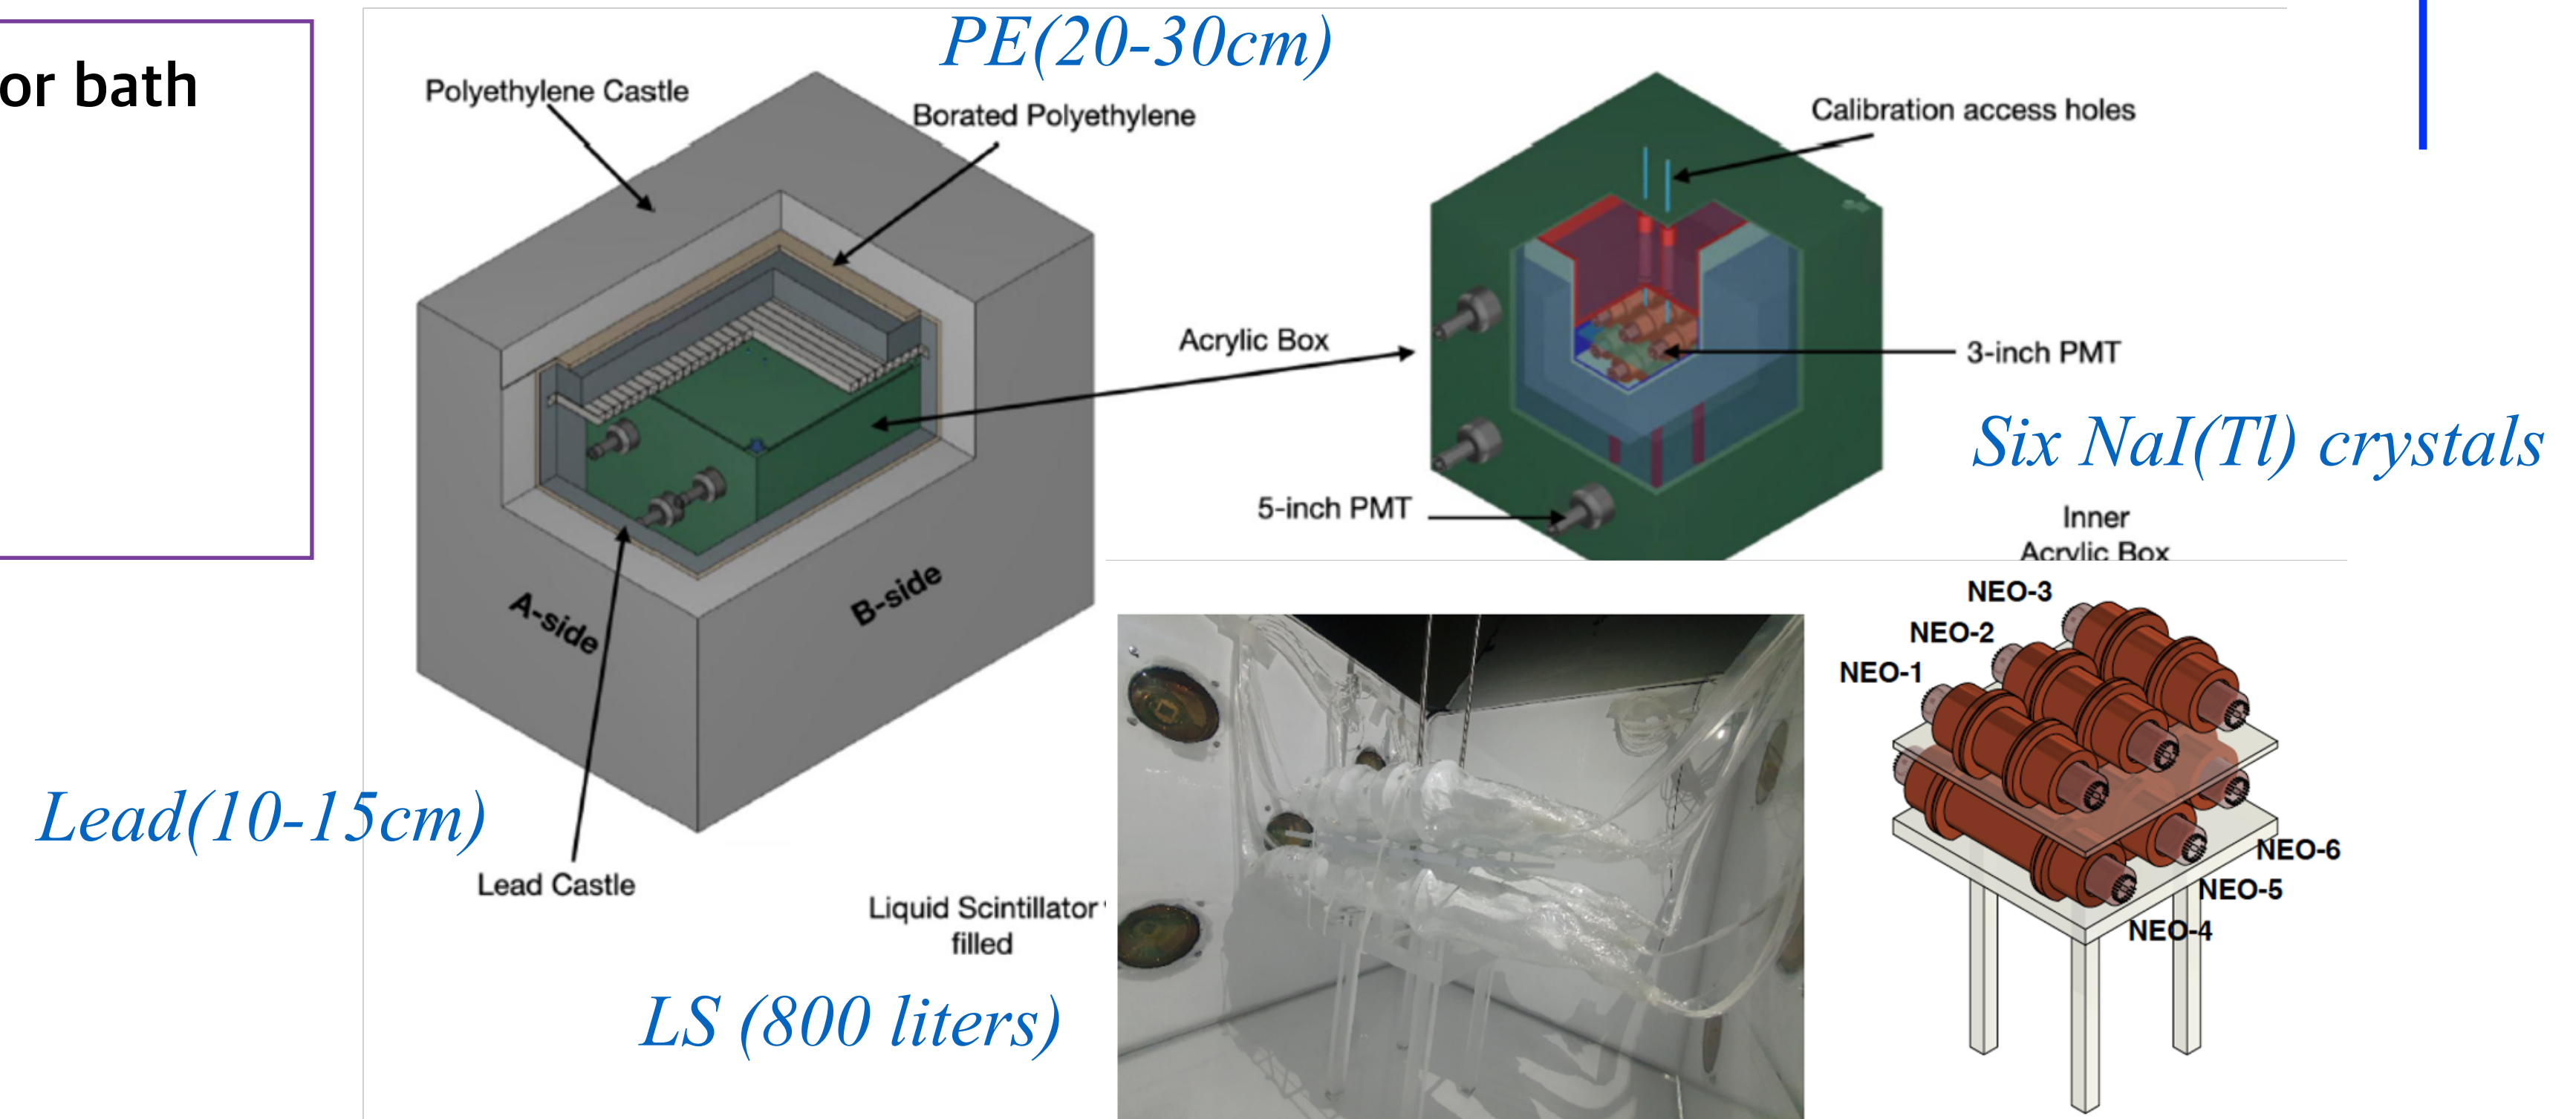 or bath
PE(20-30cm)
Polyethylene Castle
Borated Polyethylene
Calibration access holes
Acrylic Box
3-inch PMT
Six NaI(Tl) crystals
5-inch PMT
Inner
Acrylic Box
A-side
B-side
NEO-3
NEO-2
NEO-1
Lead(10-15cm)
Lead Castle
NEO-6
NEO-5
NEO-4
Liquid Scintillator
filled
LS (800 liters)